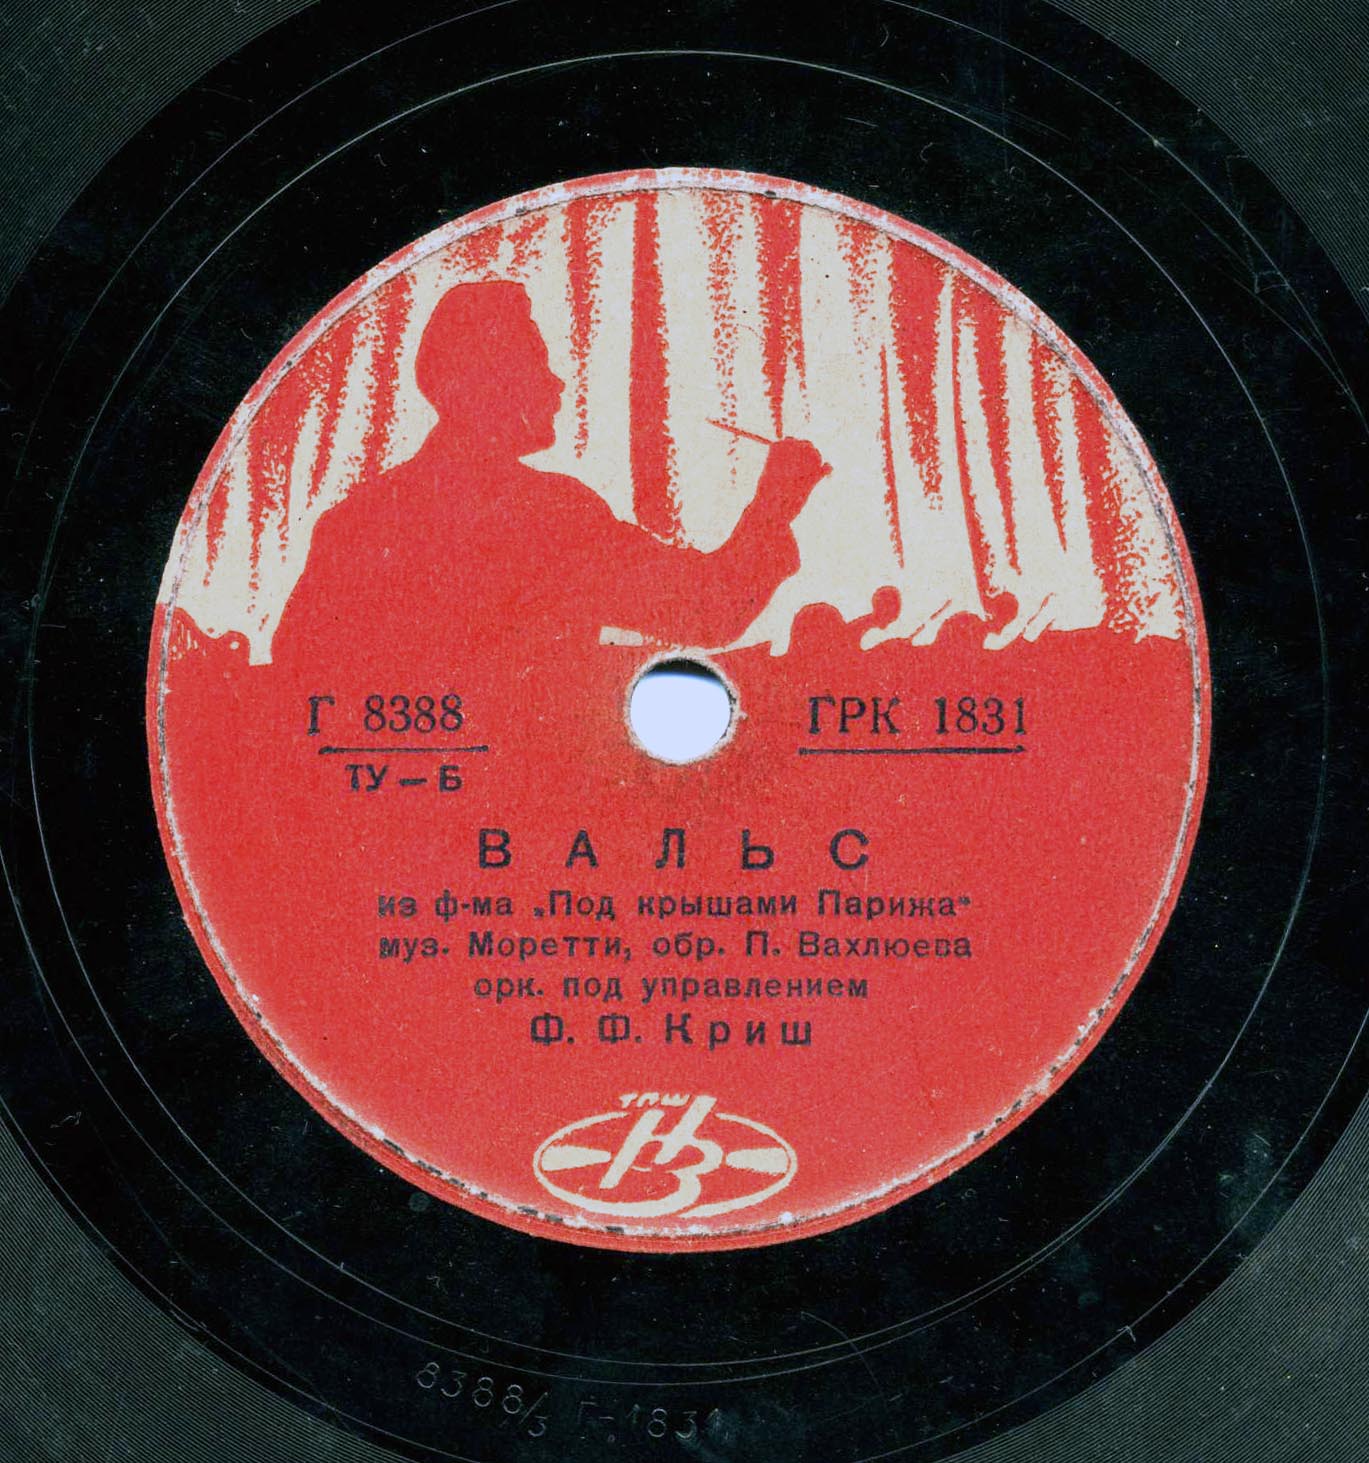 Г 8388 ГРК 1831
ТУ — Б
ВАЛЬС
из ф-ма „Под крышами Парижа"
муз. Моретти, обр. П. Вахлюева
орк. под управлением
Ф. Ф. Криш
НЗ
8388/3 Г-1831